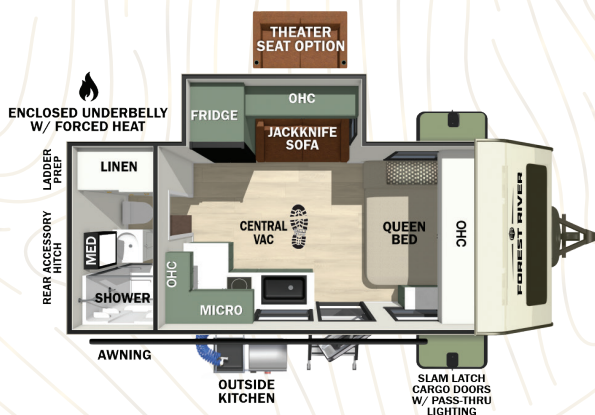 THEATER
SEAT OPTION
ENCLOSED UNDERBELLY
W/ FORCED HEAT
FRIDGE
OHC
JACKKNIFE
SOFA
LADDER
PREP
LINEN
REAR ACCESSORY
HITCH
MED
SHOWER
CENTRAL
VAC
QUEEN
BED
OHC
FOREST RIVER
OHC
MICRO
AWNING
OUTSIDE
KITCHEN
SLAM LATCH
CARGO DOORS
W/ PASS-THRU
LIGHTING